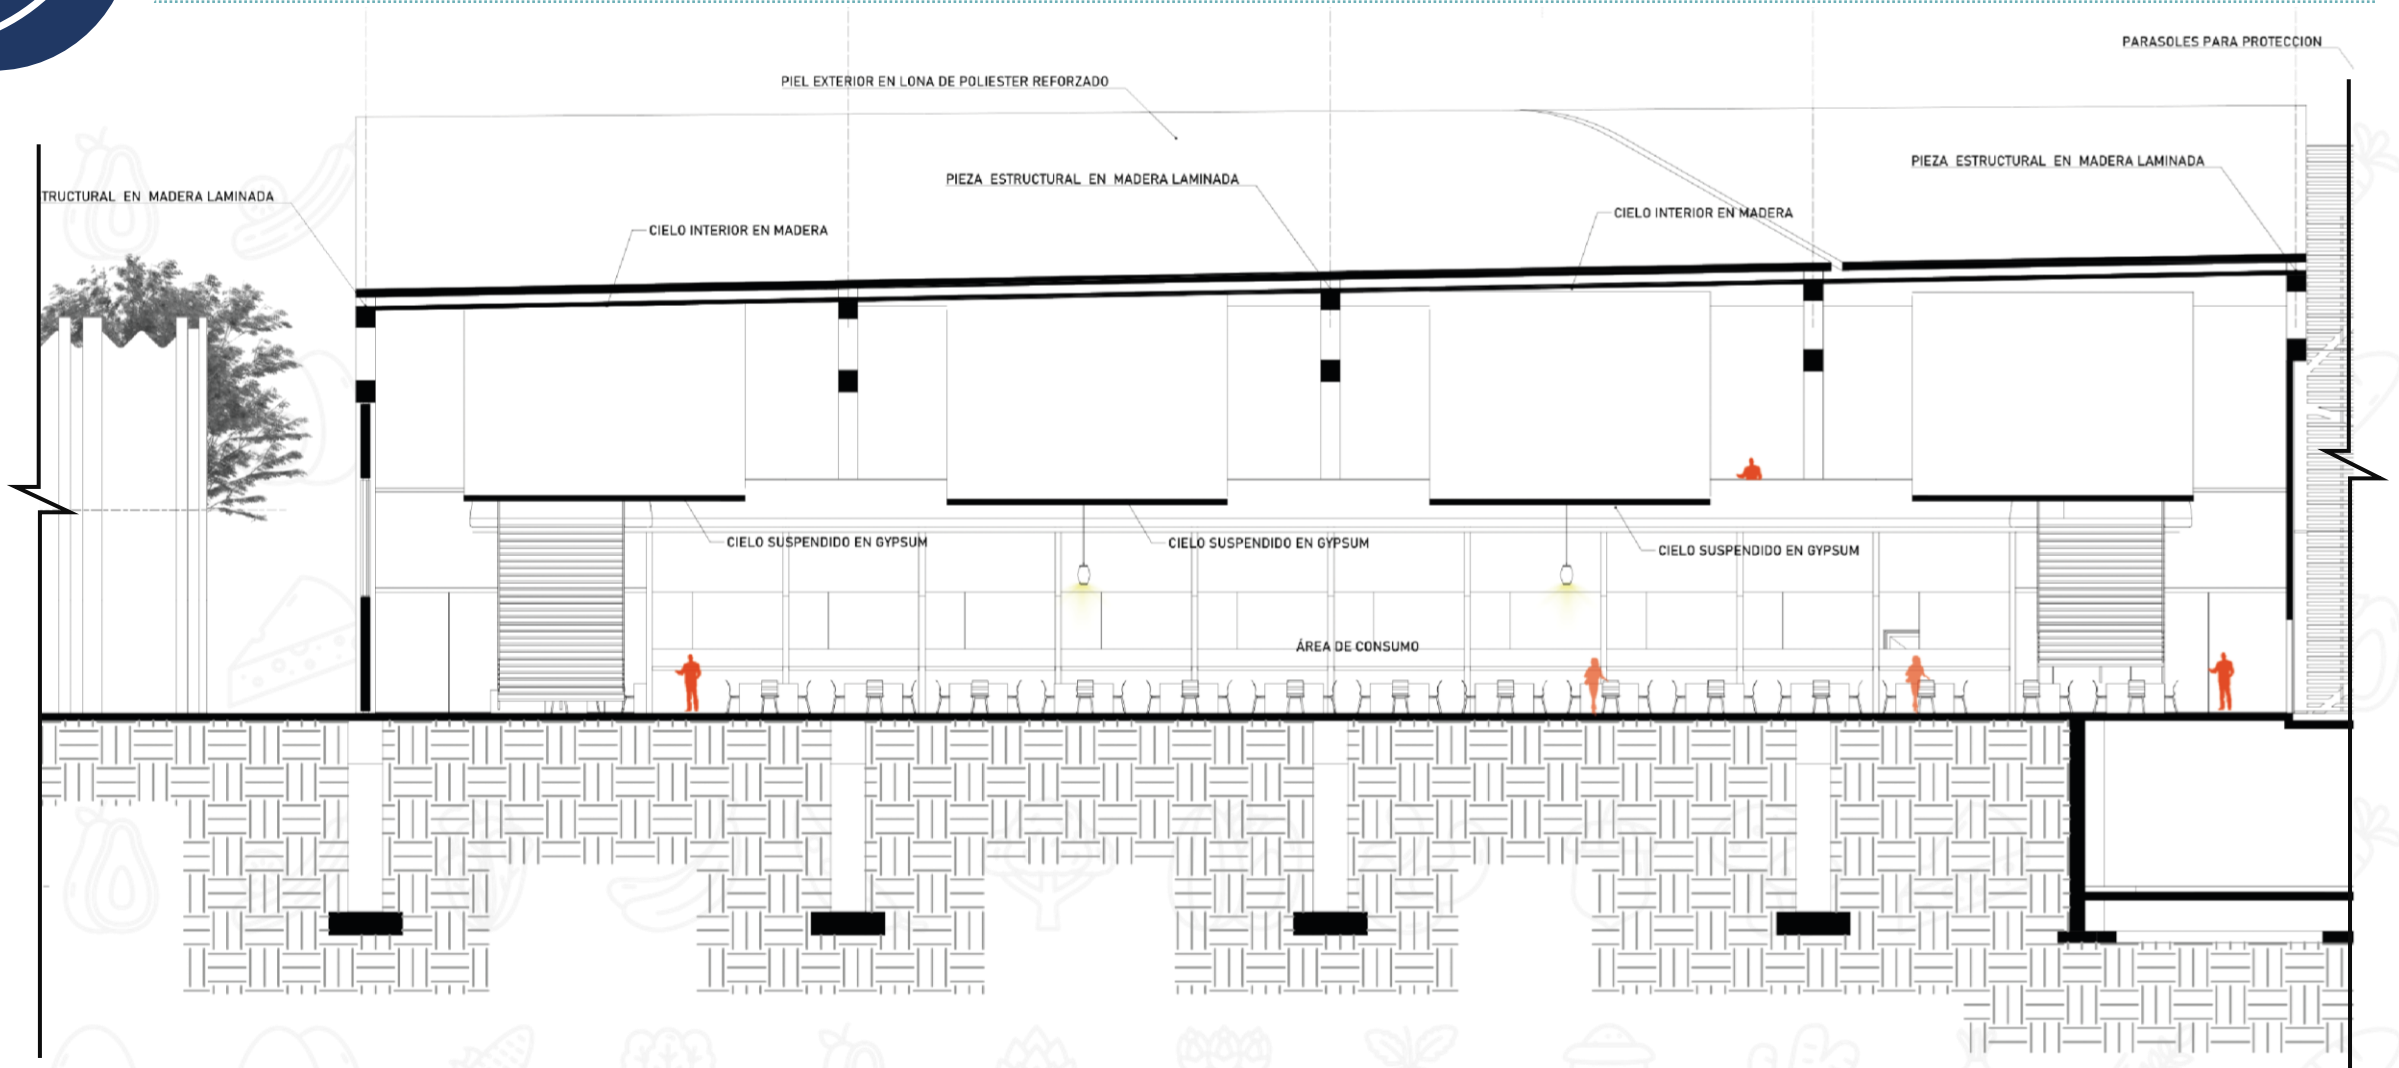 PARASOLES PARA PROTECCION
PIEL EXTERIOR EN LONA DE POLIESTER REFORZADO
PIEZA ESTRUCTURAL EN MADERA LAMINADA
PIEZA ESTRUCTURAL EN MADERA LAMINADA
TRUCTURAL EN MADERA LAMINADA
CIELO INTERIOR EN MADERA
CIELO INTERIOR EN MADERA
CIELO SUSPENDIDO EN GYPSUM
CIELO SUSPENDIDO EN GYPSUM
CIELO SUSPENDIDO EN GYPSUM
ÁREA DE CONSUMO